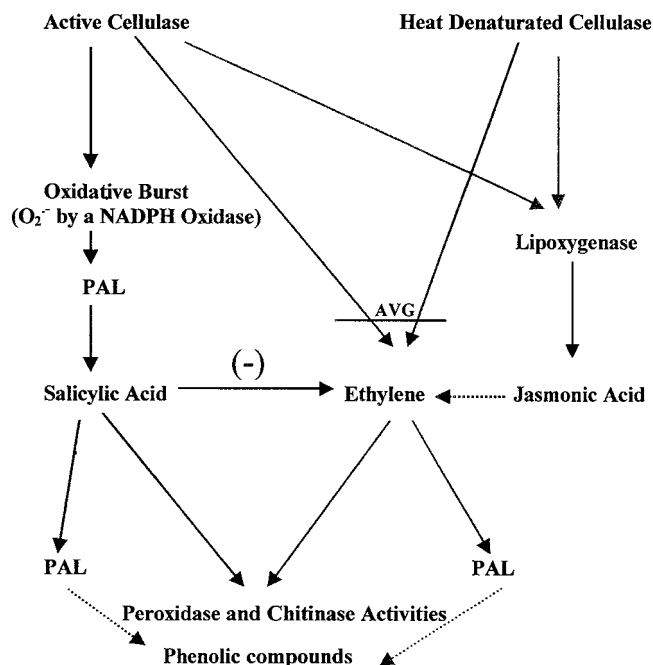 Active Cellulase
Heat Denaturated Cellulase
Oxidative Burst
(O₂·⁻ by a NADPH Oxidase)
Lipoxygenase
PAL
AVG
(-)
Salicylic Acid
Ethylene
Jasmonic Acid
PAL
PAL
Peroxidase and Chitinase Activities
Phenolic compounds